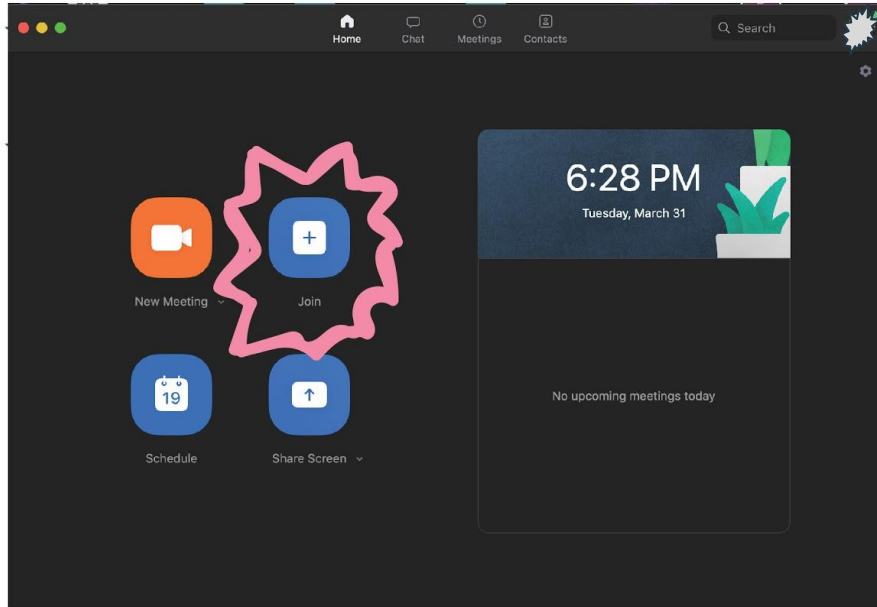 Home Chat Meetings Contacts Search
6:28 PM
Tuesday, March 31
New Meeting Join
19
Schedule Share Screen
No upcoming meetings today